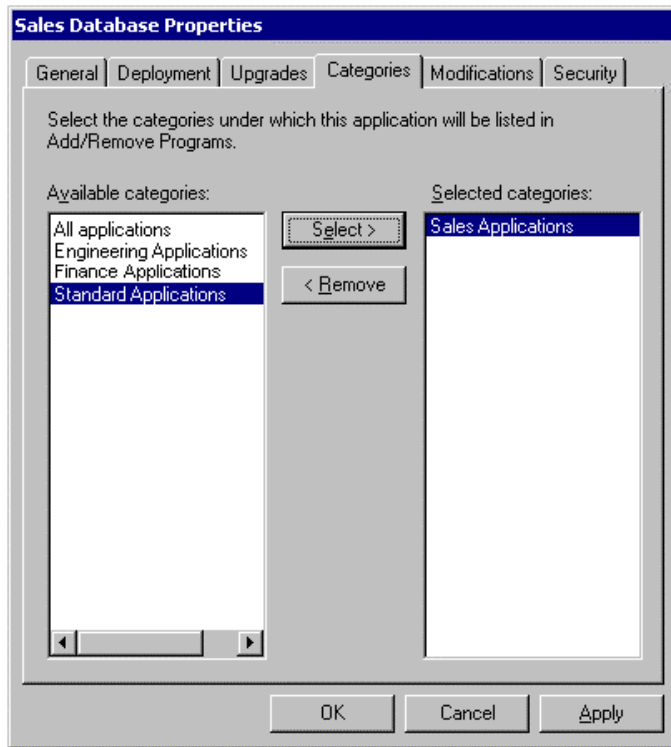 Sales Database Properties
General Deployment Upgrades Categories Modifications Security
Select the categories under which this application will be listed in
Add/Remove Programs.
Available categories:
All applications
Engineering Applications
Finance Applications
Standard Applications
Select >
< Remove
Selected categories:
Sales Applications
OK Cancel Apply